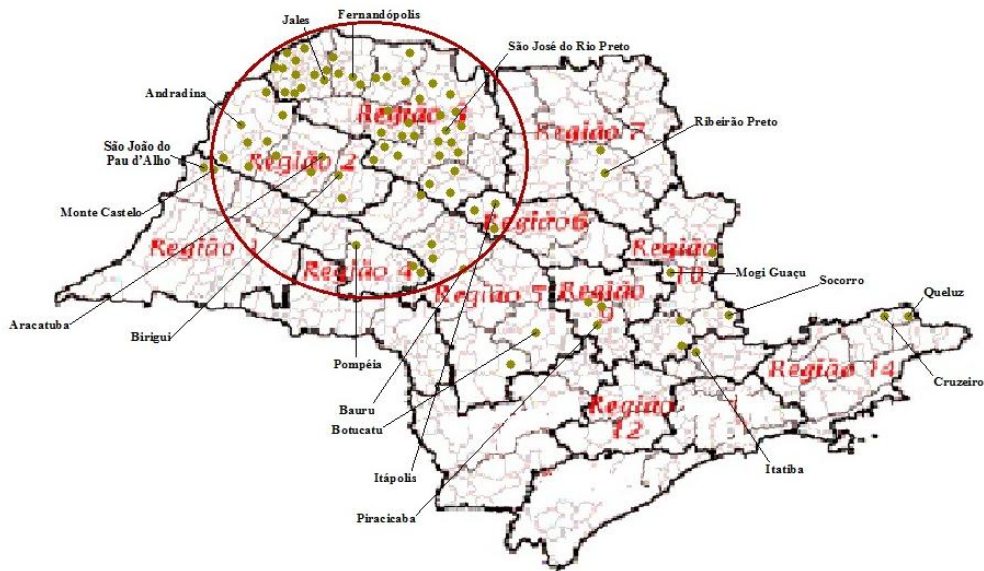 Fernandópolis
Jales
São José do Rio Preto
Andradina
Região 3
Região 7
Ribeirão Preto
São João do
Pau d'Alho
Região 2
Monte Castelo
Região 1
Região 6
Região 4
Região
10
Mogi Guaçu
Socorro
Queluz
Região 5
Região
9
Aracatuba
Birigui
Pompéia
Região 14
Cruzeiro
Bauru
Botucatu
Região
12
Itápolis
Itatiba
Piracicaba